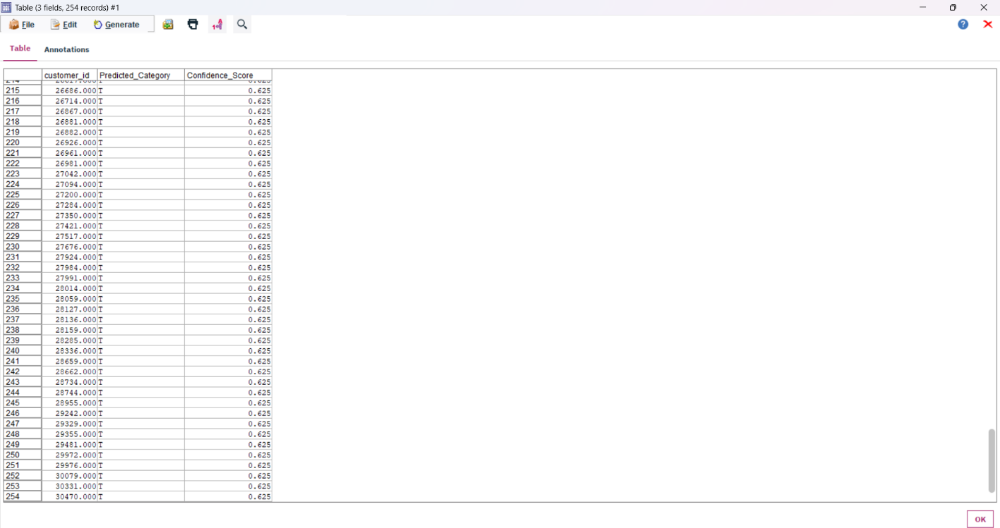 Table (3 fields, 254 records) #1
File Edit Generate
Table Annotations
customer_id Predicted_Category Confidence_Score
215 26686.000 T 0.625
216 26714.000 T 0.625
217 26867.000 T 0.625
218 26881.000 T 0.625
219 26882.000 T 0.625
220 26926.000 T 0.625
221 26961.000 T 0.625
222 26981.000 T 0.625
223 27042.000 T 0.625
224 27094.000 T 0.625
225 27200.000 T 0.625
226 27284.000 T 0.625
227 27350.000 T 0.625
228 27421.000 T 0.625
229 27517.000 T 0.625
230 27676.000 T 0.625
231 27924.000 T 0.625
232 27984.000 T 0.625
233 27991.000 T 0.625
234 28014.000 T 0.625
235 28059.000 T 0.625
236 28127.000 T 0.625
237 28136.000 T 0.625
238 28159.000 T 0.625
239 28285.000 T 0.625
240 28336.000 T 0.625
241 28659.000 T 0.625
242 28662.000 T 0.625
243 28734.000 T 0.625
244 28744.000 T 0.625
245 28955.000 T 0.625
246 29242.000 T 0.625
247 29329.000 T 0.625
248 29355.000 T 0.625
249 29481.000 T 0.625
250 29972.000 T 0.625
251 29976.000 T 0.625
252 30079.000 T 0.625
253 30331.000 T 0.625
254 30470.000 T 0.625
OK